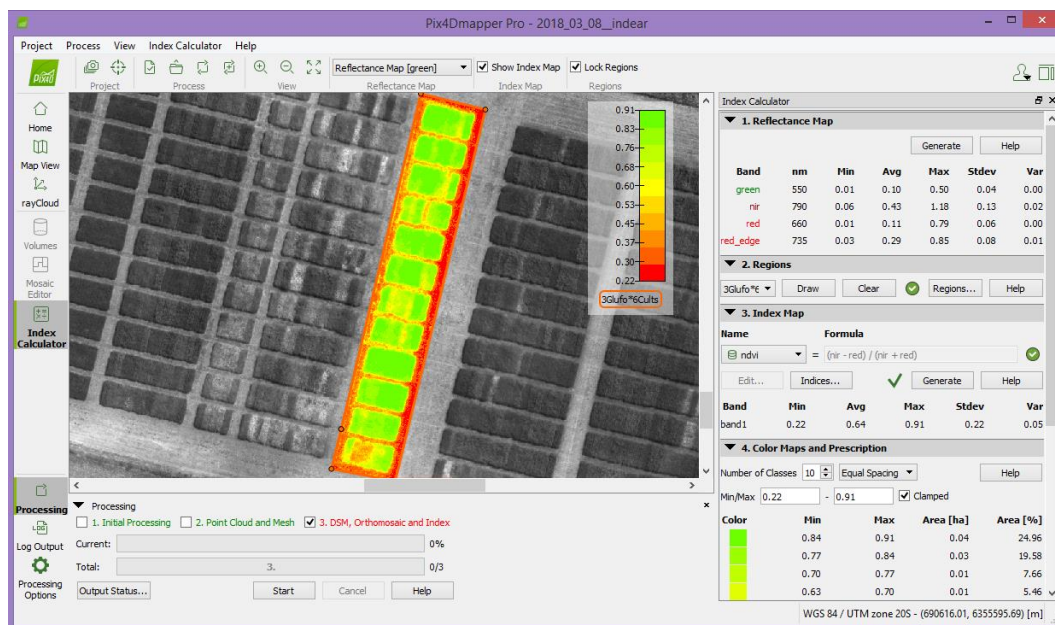 Pix4Dmapper Pro - 2018_03_08__indear
Project Process View Index Calculator Help
pix4d
Reflectance Map [green] Show Index Map Lock Regions
Project Process View Reflectance Map Index Map Regions
Home
Map View
rayCloud
Volumes
Mosaic
Editor
Index
Calculator
Processing
LOG
Log Output
Processing
Options
0.91
0.83
0.76
0.68
0.60
0.53
0.45
0.37
0.30
0.22
3Glufo*6Cults
Index Calculator
1. Reflectance Map
Generate Help
Band nm Min Avg Max Stdev Var
green 550 0.01 0.10 0.50 0.04 0.00
nir 790 0.06 0.43 1.18 0.13 0.02
red 660 0.01 0.11 0.79 0.06 0.00
red_edge 735 0.03 0.29 0.85 0.08 0.01
2. Regions
3Glufo*6 Draw Clear Regions... Help
3. Index Map
Name Formula
ndvi = (nir - red) / (nir + red)
Edit... Indices... Generate Help
Band Min Avg Max Stdev Var
band1 0.22 0.64 0.91 0.22 0.05
4. Color Maps and Prescription
Number of Classes 10 Equal Spacing Help
Min/Max 0.22 - 0.91 Clamped
Color Min Max Area [ha] Area [%]
0.84 0.91 0.04 24.96
0.77 0.84 0.03 19.58
0.70 0.77 0.01 7.66
0.63 0.70 0.01 5.46
Processing
1. Initial Processing 2. Point Cloud and Mesh 3. DSM, Orthomosaic and Index
Current: 0%
Total: 3. 0/3
Output Status... Start Cancel Help
WGS 84 / UTM zone 20S - (690616.01, 6355595.69) [m]